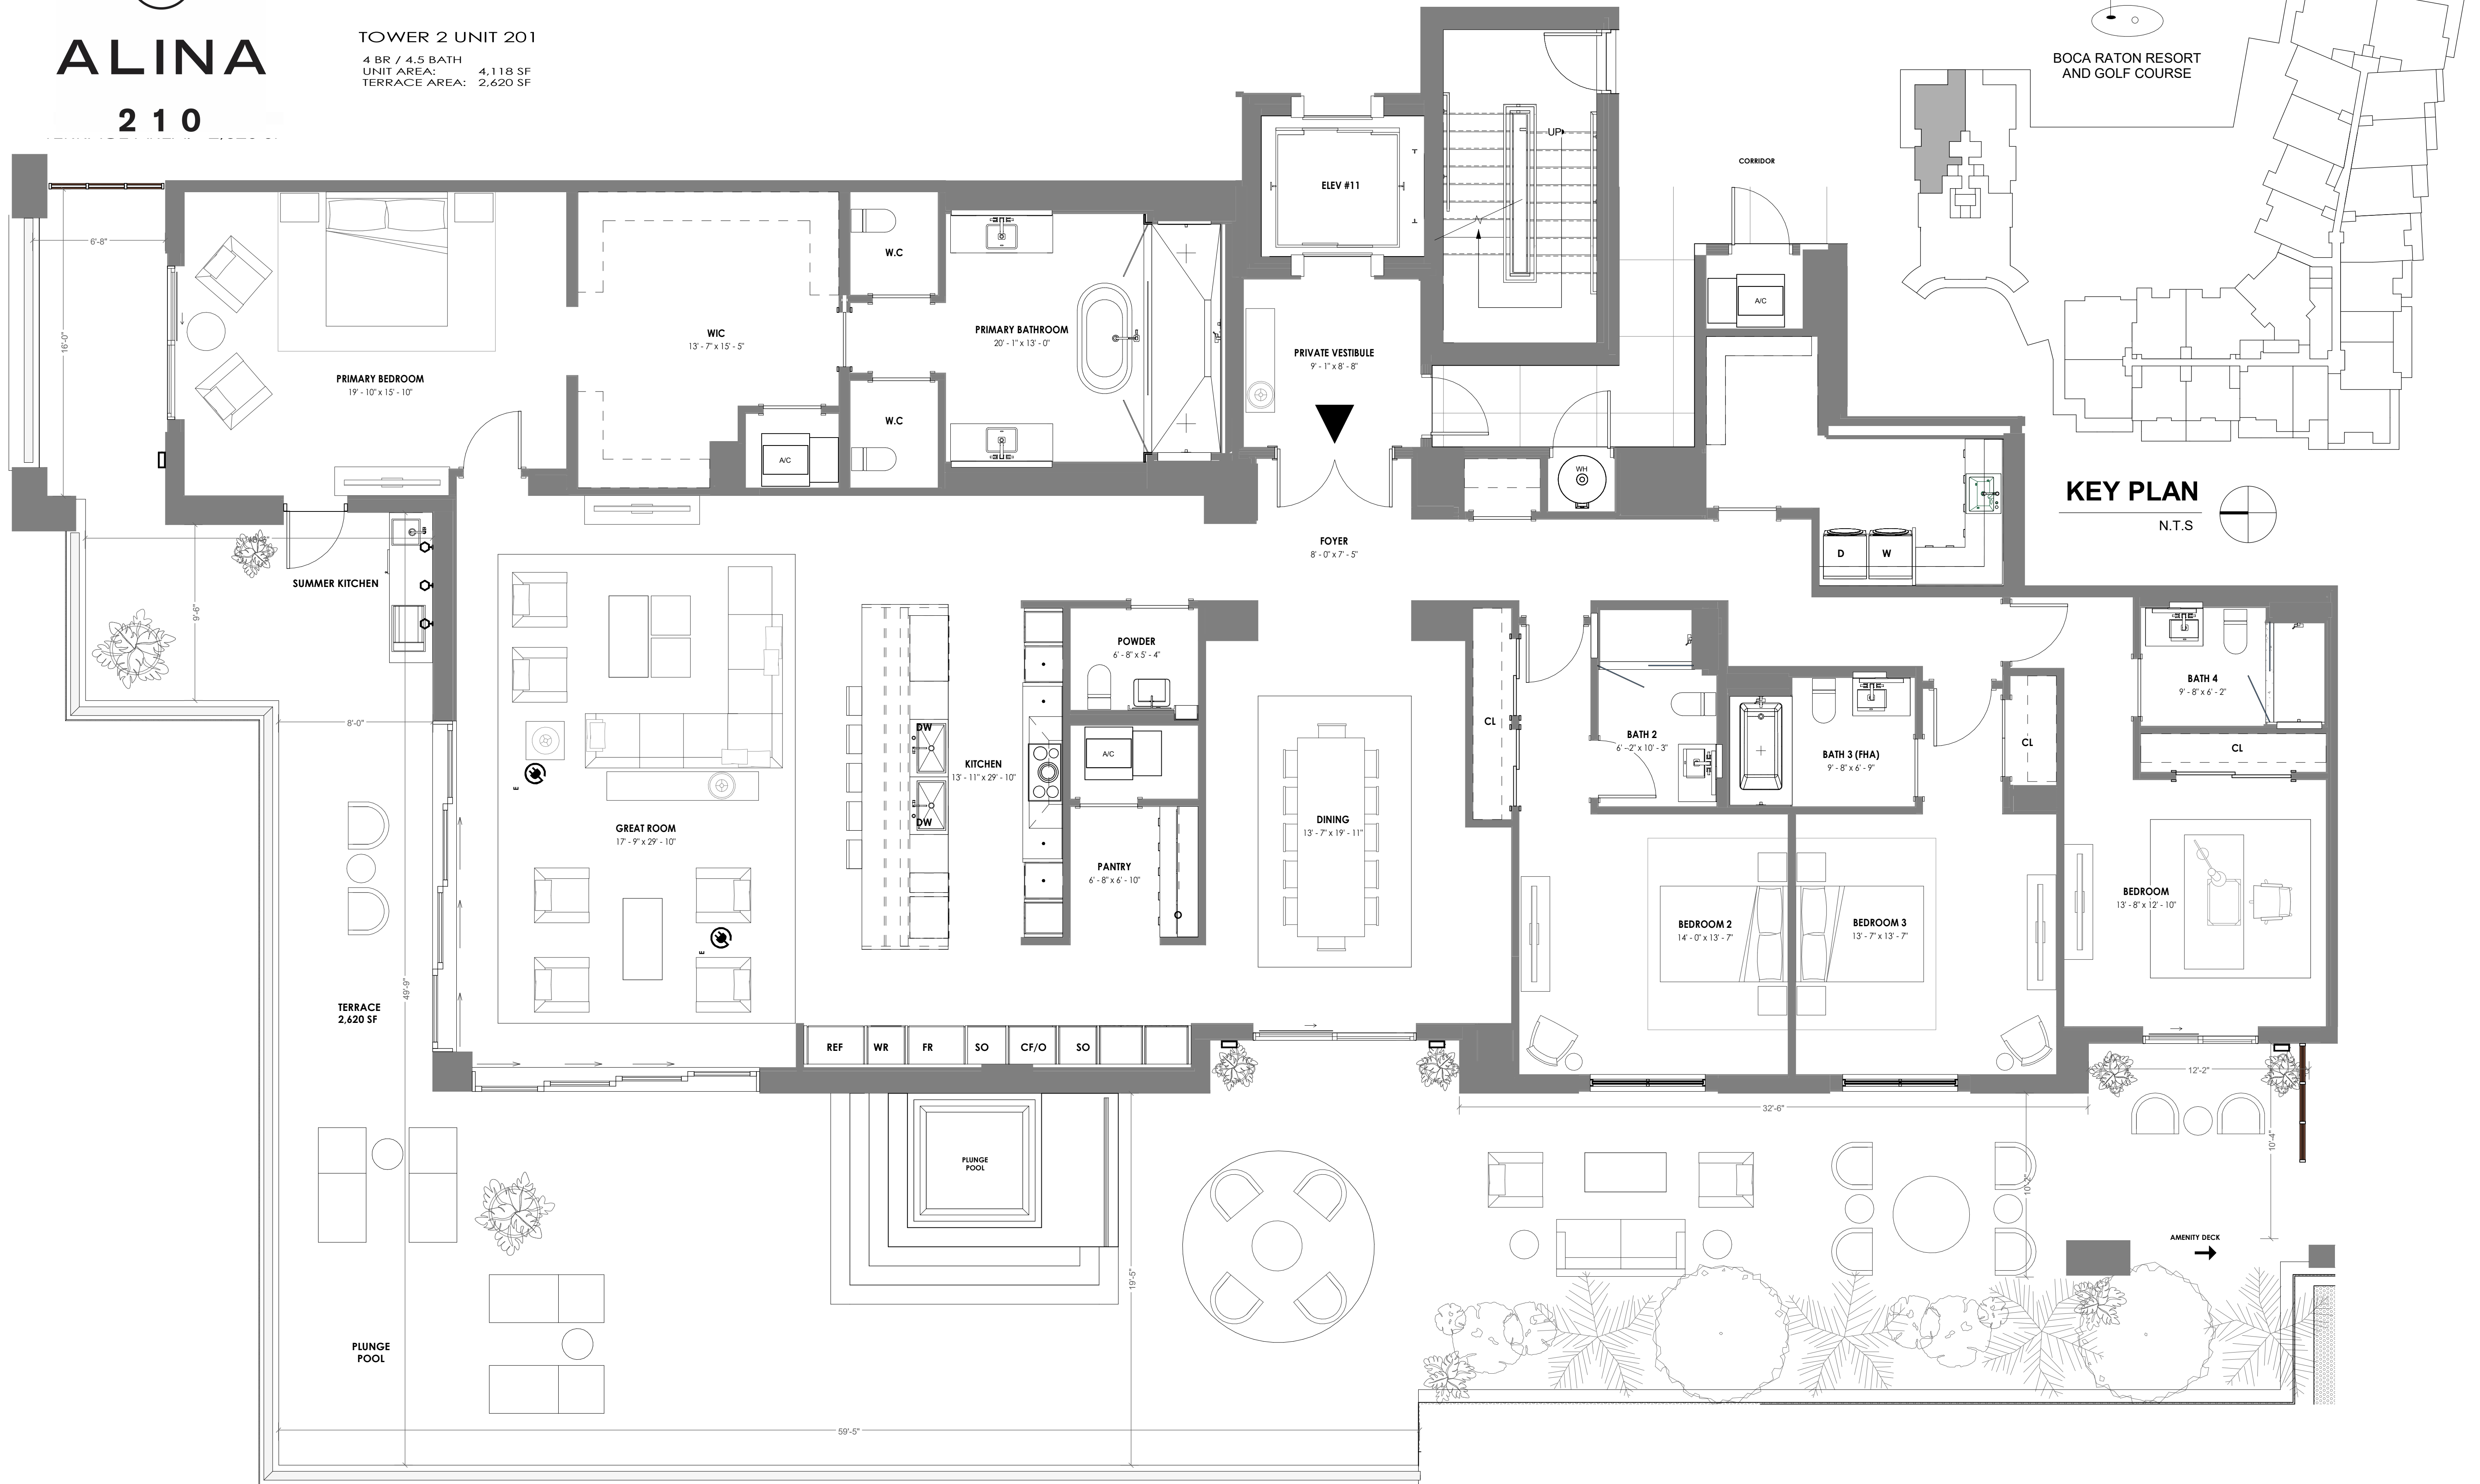 ALINA
210
TOWER 2 UNIT 201
4 BR / 4.5 BATH
UNIT AREA: 4,118 SF
TERRACE AREA: 2,620 SF
BOCA RATON RESORT
AND GOLF COURSE
KEY PLAN
N.T.S
CORRIDOR
UP
ELEV #11
A/C
6'-8"
16'-0"
PRIMARY BEDROOM
19' - 10" x 15' - 10"
WIC
13' - 7" x 15' - 5"
A/C
W.C
W.C
PRIMARY BATHROOM
20' - 1" x 13' - 0"
PRIVATE VESTIBULE
9' - 1" x 8' - 8"
WH
FOYER
8' - 0" x 7' - 5"
D
W
SUMMER KITCHEN
9'-6"
8'-0"
49'-9"
GREAT ROOM
17' - 9" x 29' - 10"
E
E
DW
DW
KITCHEN
13' - 11" x 29' - 10"
POWDER
6' - 8" x 5' - 4"
A/C
PANTRY
6' - 8" x 6' - 10"
DINING
13' - 7" x 19' - 11"
CL
BATH 2
6' -2" x 10' - 3"
BATH 3 (FHA)
9' - 8" x 6' - 9"
CL
BATH 4
9' - 8" x 6' - 2"
CL
BEDROOM 2
14' - 0" x 13' - 7"
BEDROOM 3
13' - 7" x 13' - 7"
BEDROOM
13' - 8" x 12' - 10"
TERRACE
2,620 SF
REF
WR
FR
SO
CF/O
SO
PLUNGE
POOL
19'-5"
32'-6"
12'-2"
10'-4"
AMENITY DECK
PLUNGE
POOL
59'-5"